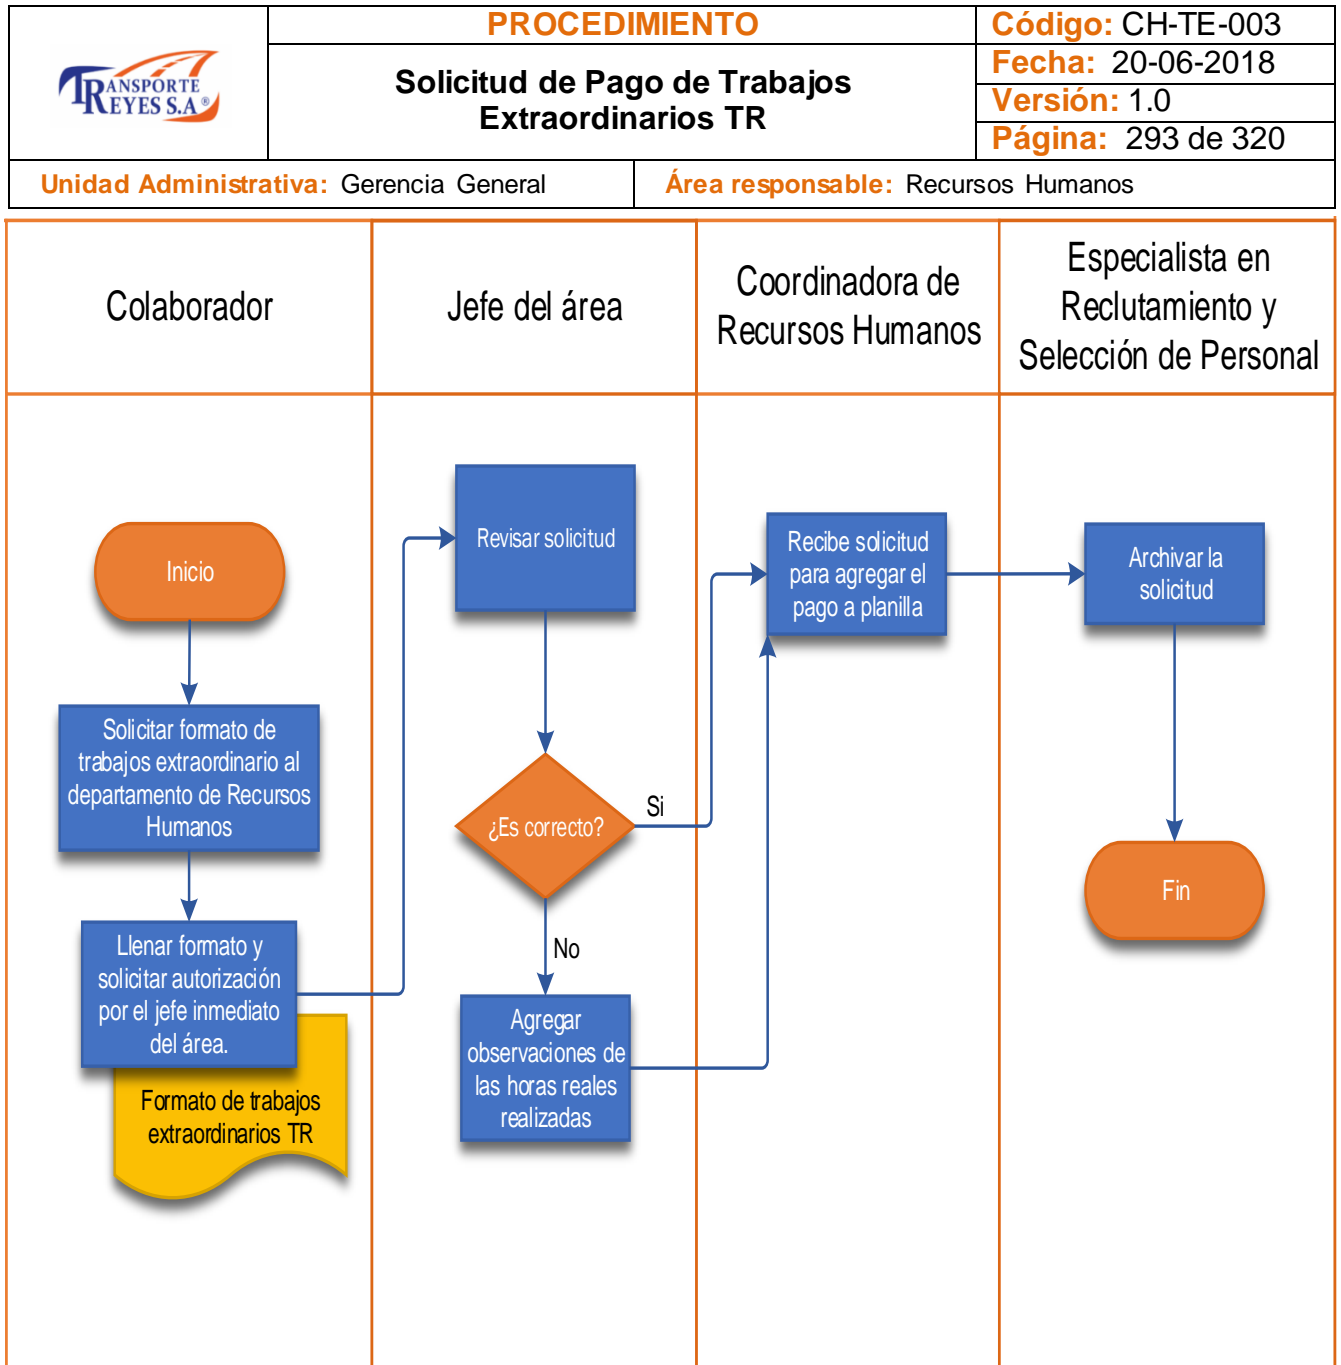 TRANSPORTE
REYES S.A ®
PROCEDIMIENTO
Solicitud de Pago de Trabajos
Extraordinarios TR
Código: CH-TE-003
Fecha: 20-06-2018
Versión: 1.0
Página: 293 de 320
Unidad Administrativa: Gerencia General
Área responsable: Recursos Humanos
Colaborador
Jefe del área
Coordinadora de
Recursos Humanos
Especialista en
Reclutamiento y
Selección de Personal
Inicio
Solicitar formato de
trabajos extraordinario al
departamento de Recursos
Humanos
Llenar formato y
solicitar autorización
por el jefe inmediato
del área.
Formato de trabajos
extraordinarios TR
Revisar solicitud
¿Es correcto?
Si
No
Agregar
observaciones de
las horas reales
realizadas
Recibe solicitud
para agregar el
pago a planilla
Archivar la
solicitud
Fin